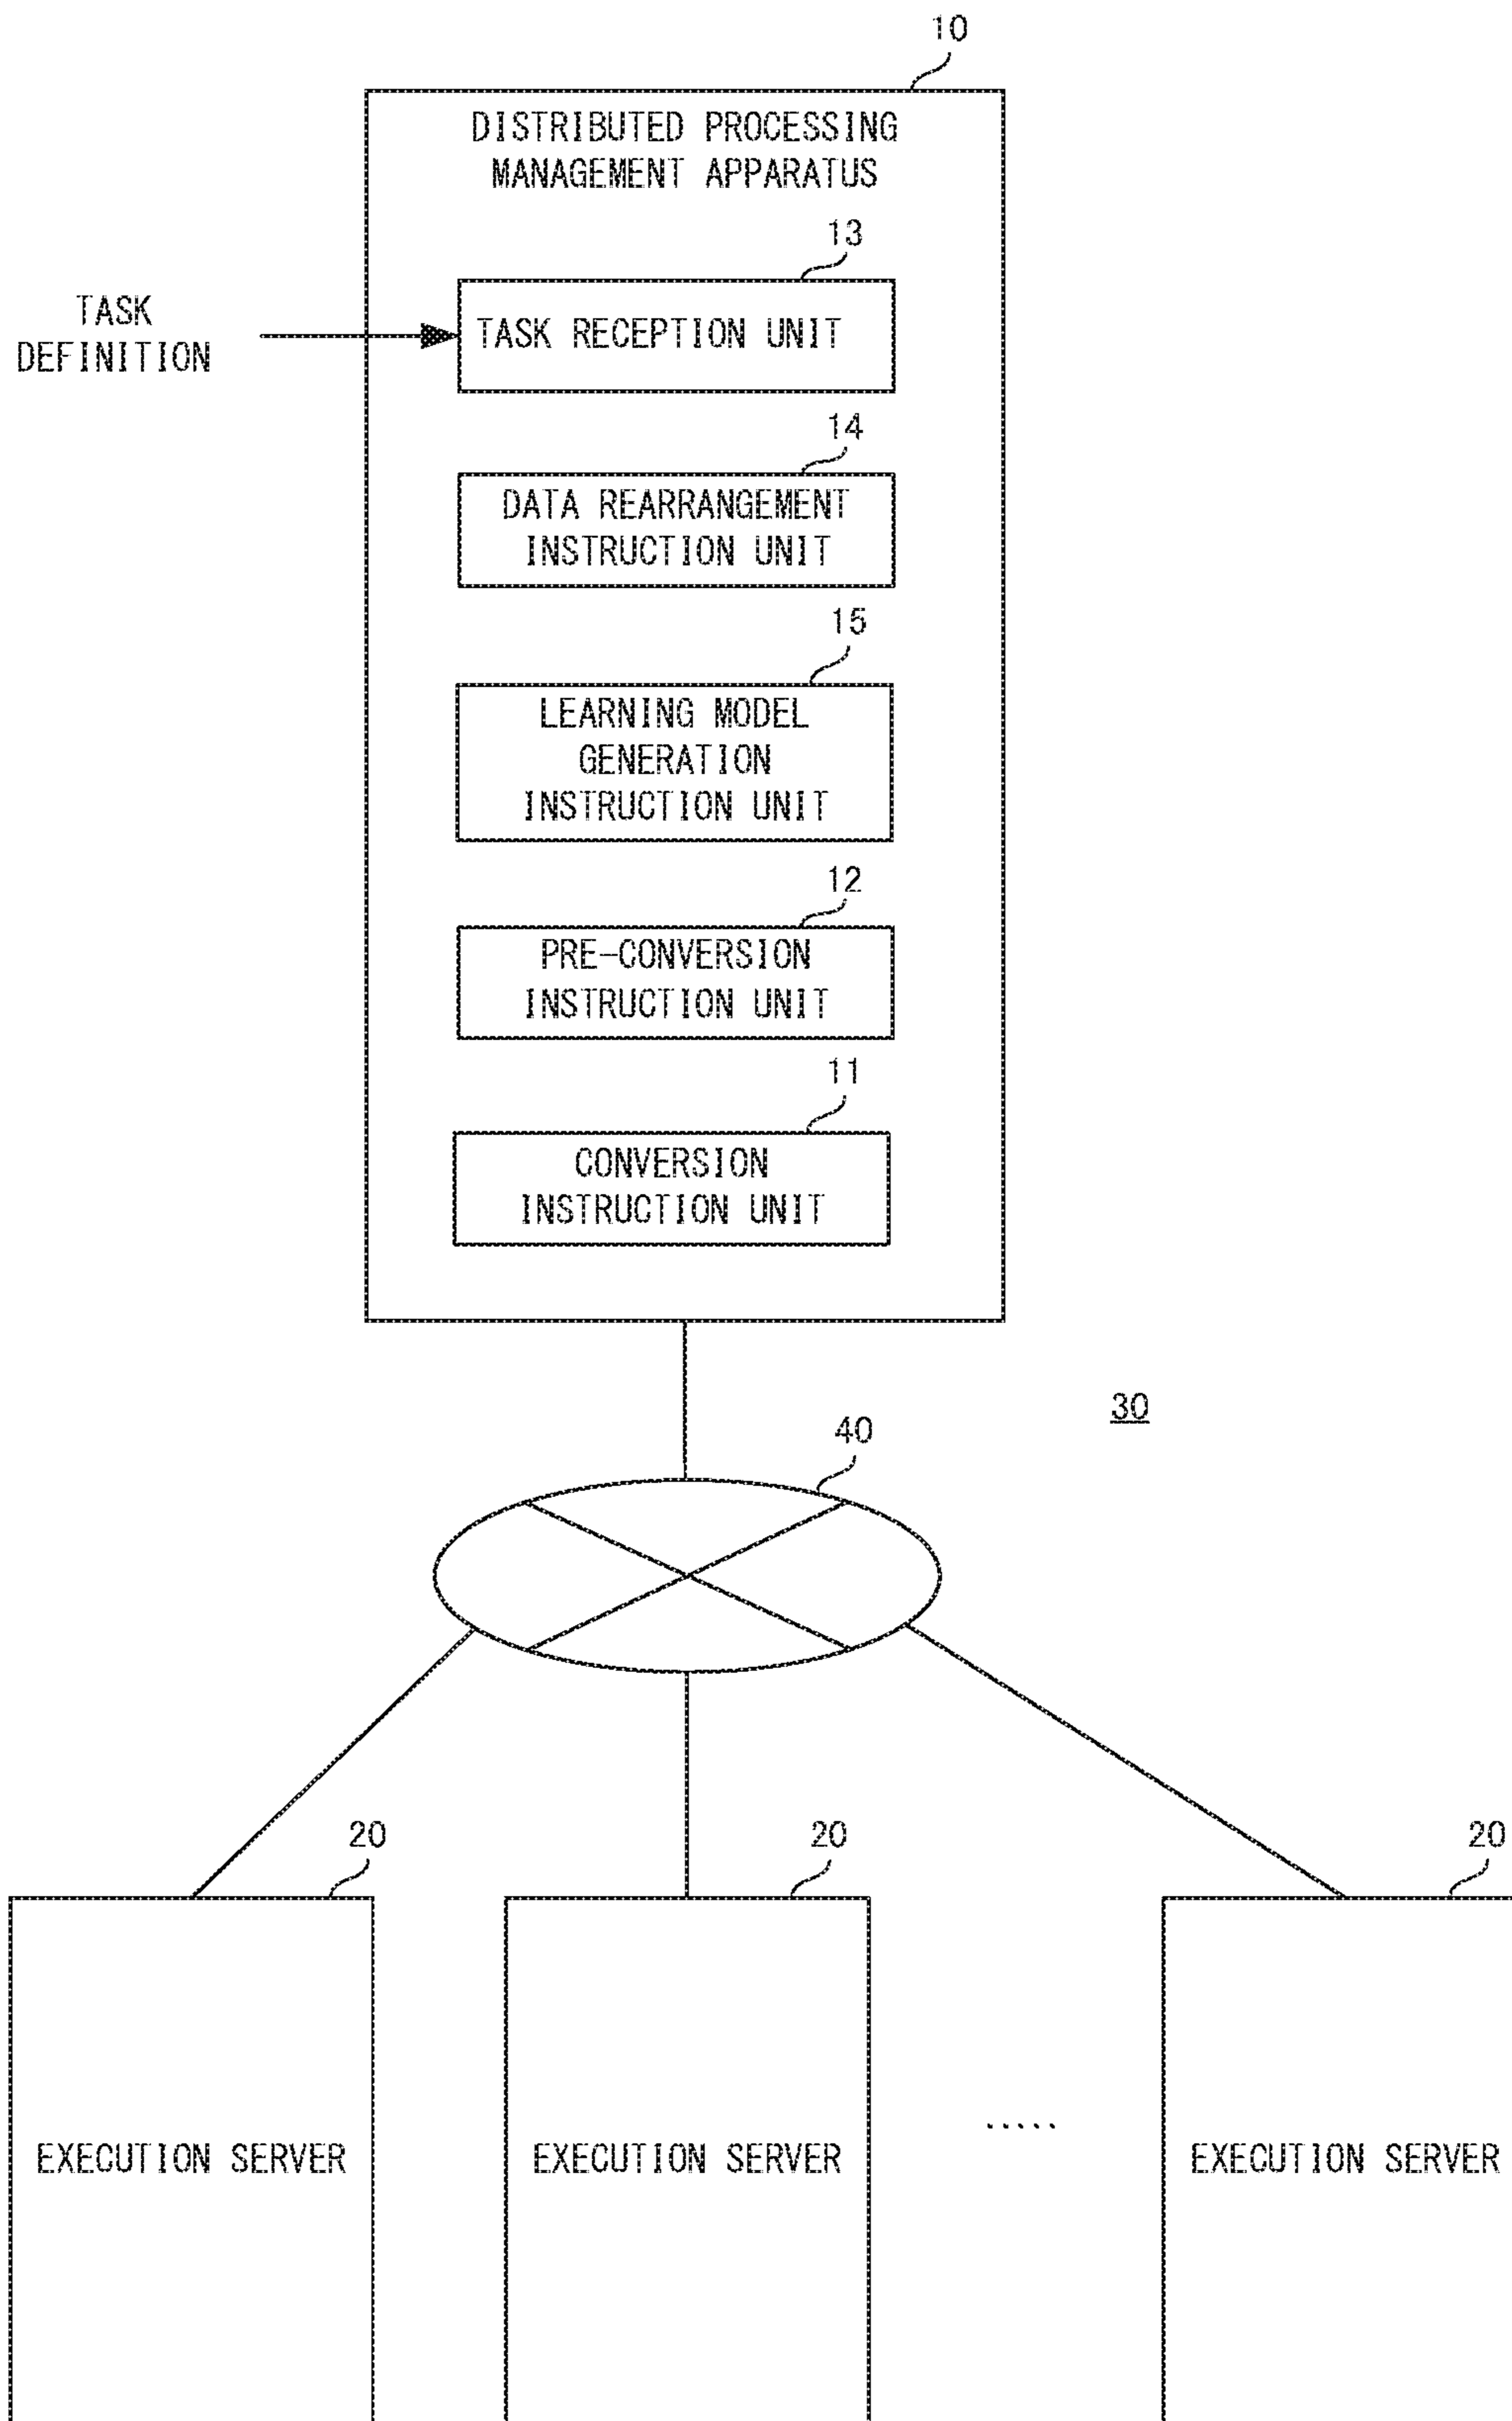 10
DISTRIBUTED PROCESSING
MANAGEMENT APPARATUS
13
TASK
DEFINITION
TASK RECEPTION UNIT
14
DATA REARRANGEMENT
INSTRUCTION UNIT
15
LEARNING MODEL
GENERATION
INSTRUCTION UNIT
12
PRE-CONVERSION
INSTRUCTION UNIT
11
CONVERSION
INSTRUCTION UNIT
30
40
20
20
20
EXECUTION SERVER
EXECUTION SERVER
.....
EXECUTION SERVER